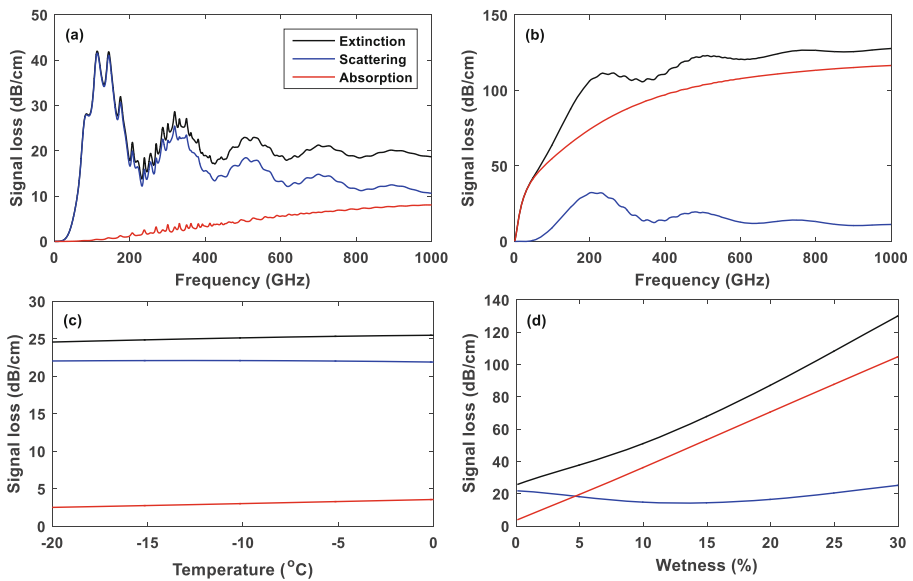 (a)
Extinction
Scattering
Absorption
Signal loss (dB/cm)
50
40
30
20
10
0
0 200 400 600 800 1000
Frequency (GHz)
(b)
Signal loss (dB/cm)
150
100
50
0
0 200 400 600 800 1000
Frequency (GHz)
(c)
Signal loss (dB/cm)
30
25
20
15
10
5
0
-20 -15 -10 -5 0
Temperature (°C)
(d)
Signal loss (dB/cm)
140
120
100
80
60
40
20
0
0 5 10 15 20 25 30
Wetness (%)